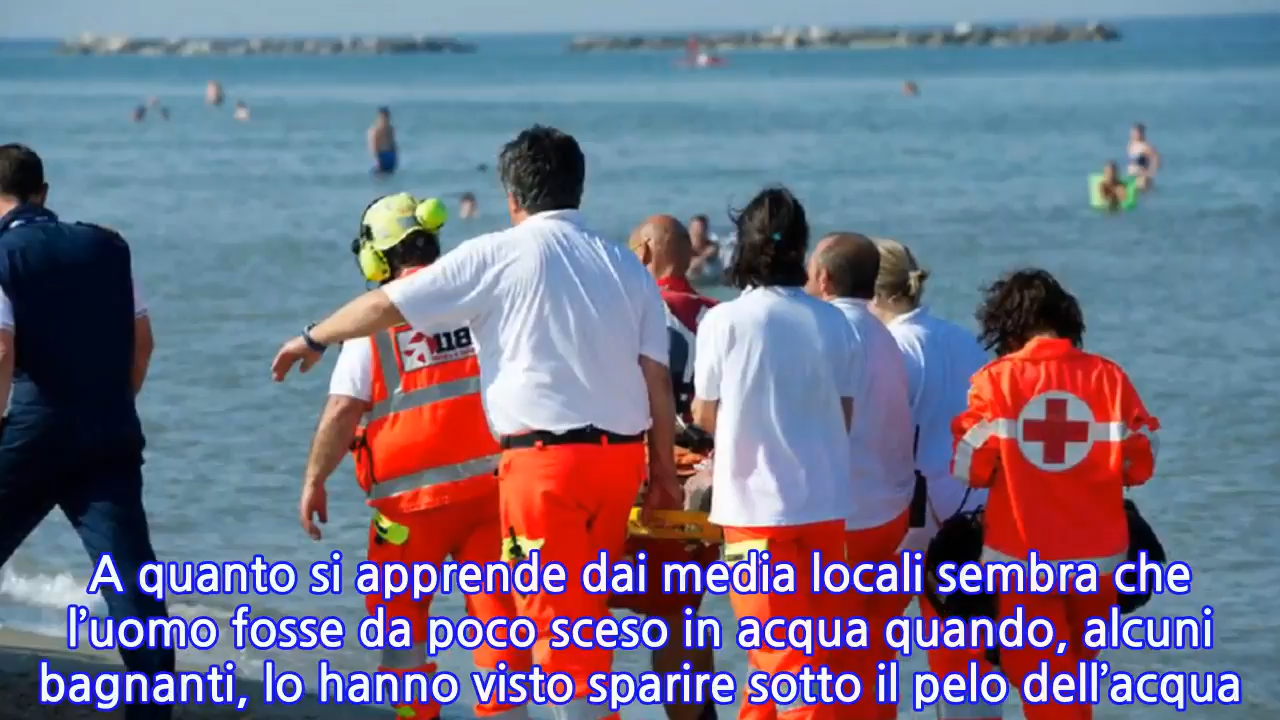 118
A quanto si apprende dai media locali sembra che
l'uomo fosse da poco sceso in acqua quando, alcuni
bagnanti, lo hanno visto sparire sotto il pelo dell'acqua